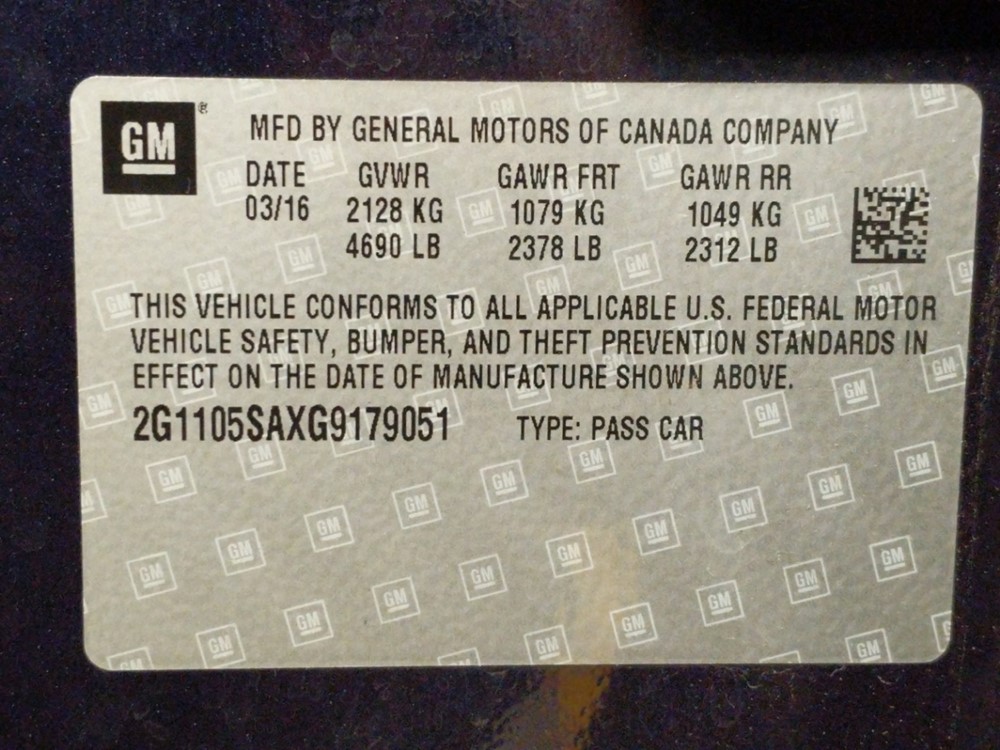 GM ®
MFD BY GENERAL MOTORS OF CANADA COMPANY
DATE GVWR GAWR FRT GAWR RR
03/16 2128 KG 1079 KG 1049 KG
4690 LB 2378 LB 2312 LB
THIS VEHICLE CONFORMS TO ALL APPLICABLE U.S. FEDERAL MOTOR
VEHICLE SAFETY, BUMPER, AND THEFT PREVENTION STANDARDS IN
EFFECT ON THE DATE OF MANUFACTURE SHOWN ABOVE.
2G1105SAXG9179051 TYPE: PASS CAR